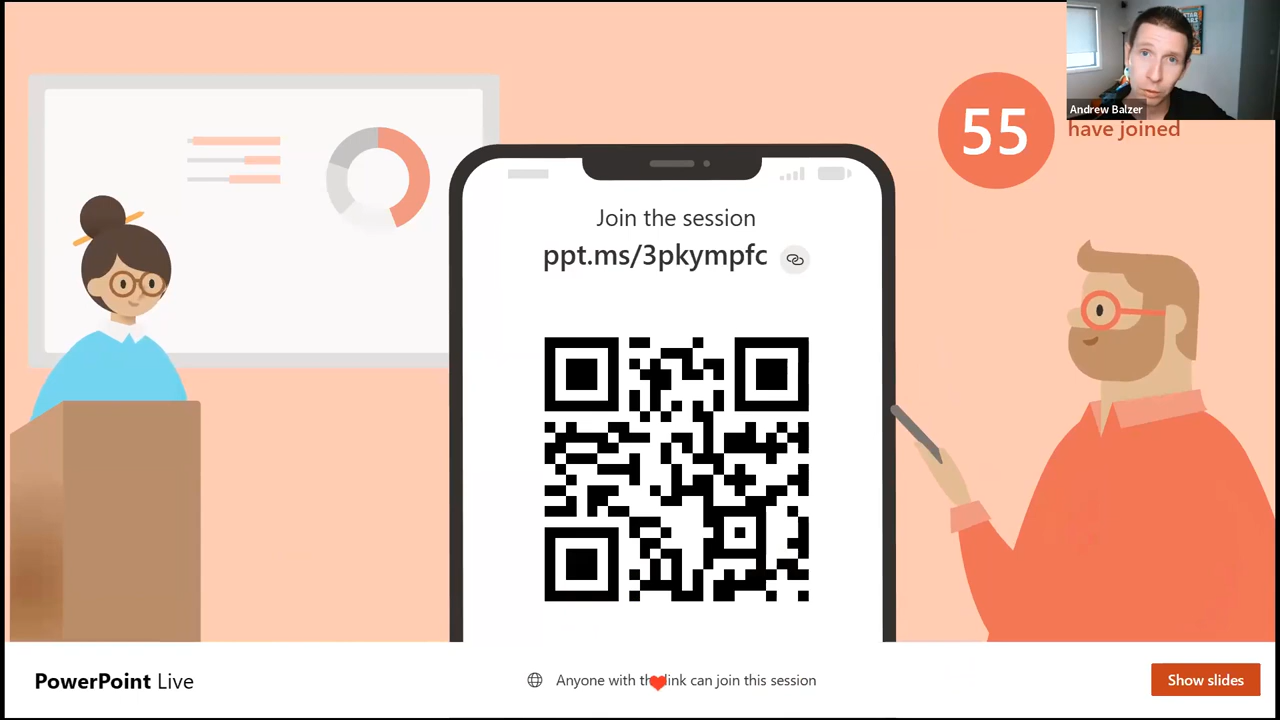 Andrew Balzer
55
have joined
Join the session
ppt.ms/3pkympfc
PowerPoint Live
Anyone with the link can join this session
Show slides